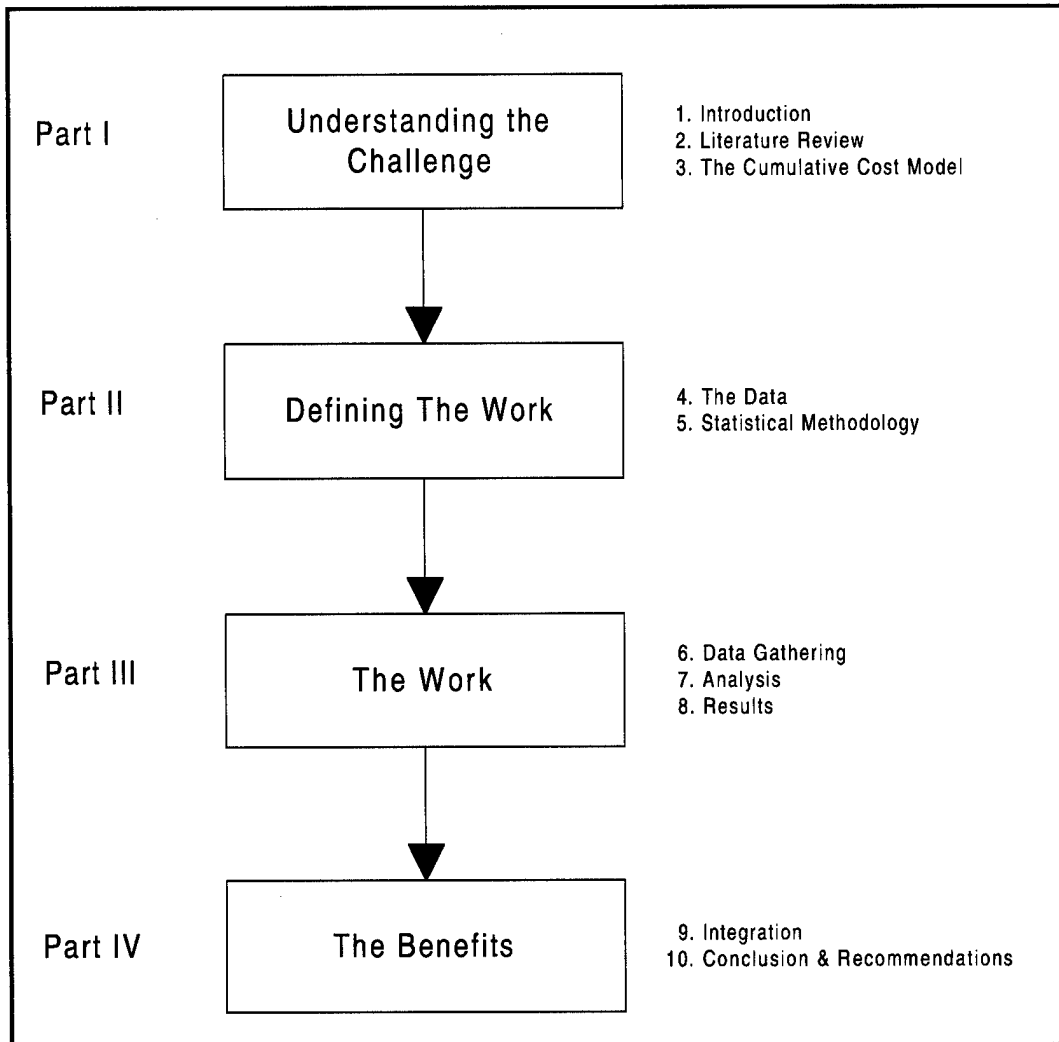 Part I
Understanding the
Challenge
1. Introduction
2. Literature Review
3. The Cumulative Cost Model
Part II
Defining The Work
4. The Data
5. Statistical Methodology
Part III
The Work
6. Data Gathering
7. Analysis
8. Results
Part IV
The Benefits
9. Integration
10. Conclusion & Recommendations